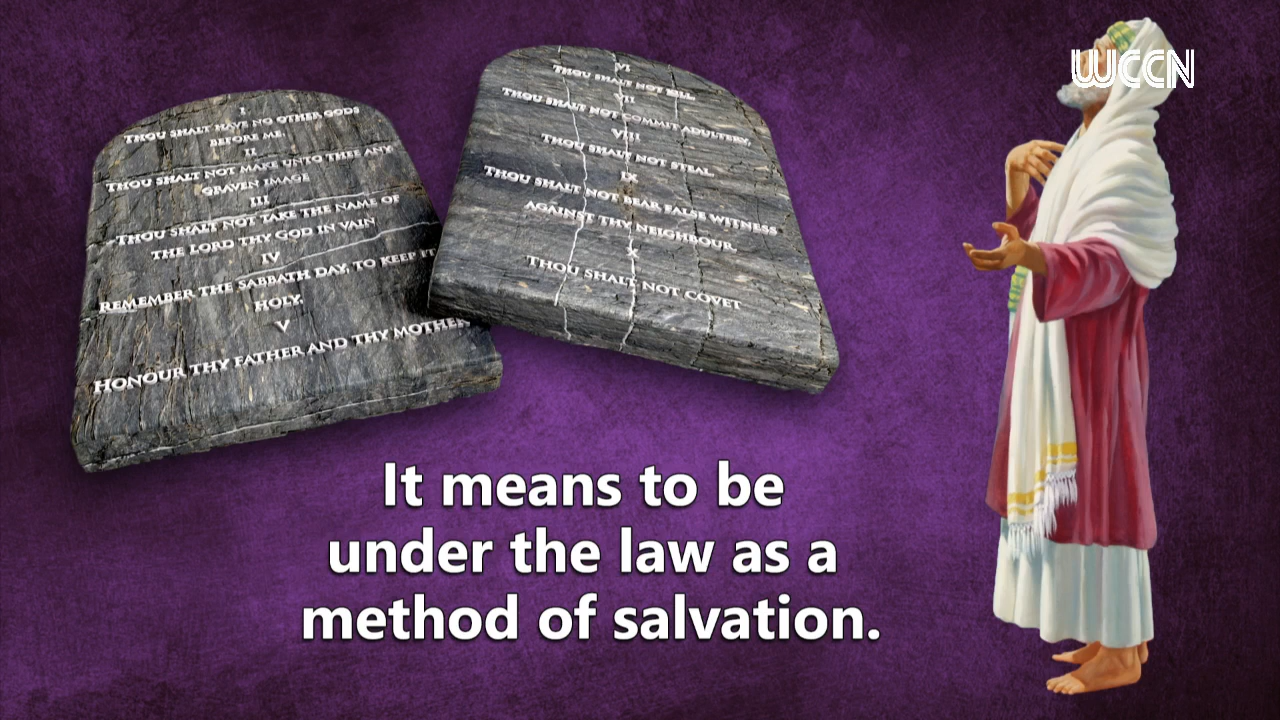 WCCN
I
THOU SHALT HAVE NO OTHER GODS
BEFORE ME.
II
THOU SHALT NOT MAKE UNTO THEE ANY
GRAVEN IMAGE
III
THOU SHALT NOT TAKE THE NAME OF
THE LORD THY GOD IN VAIN
IV
REMEMBER THE SABBATH DAY, TO KEEP IT
HOLY.
V
HONOUR THY FATHER AND THY MOTHER
VI
THOU SHALT NOT KILL.
VII
THOU SHALT NOT COMMIT ADULTERY.
VIII
THOU SHALT NOT STEAL.
IX
THOU SHALT NOT BEAR FALSE WITNESS
AGAINST THY NEIGHBOUR.
X
THOU SHALT NOT COVET
It means to be
under the law as a
method of salvation.